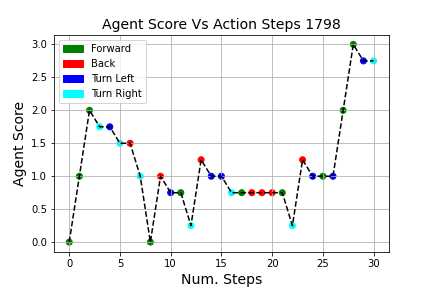 Agent Score Vs Action Steps 1798
3.0
2.5
2.0
1.5
1.0
0.5
0.0
Agent Score
Forward
Back
Turn Left
Turn Right
0 5 10 15 20 25 30
Num. Steps